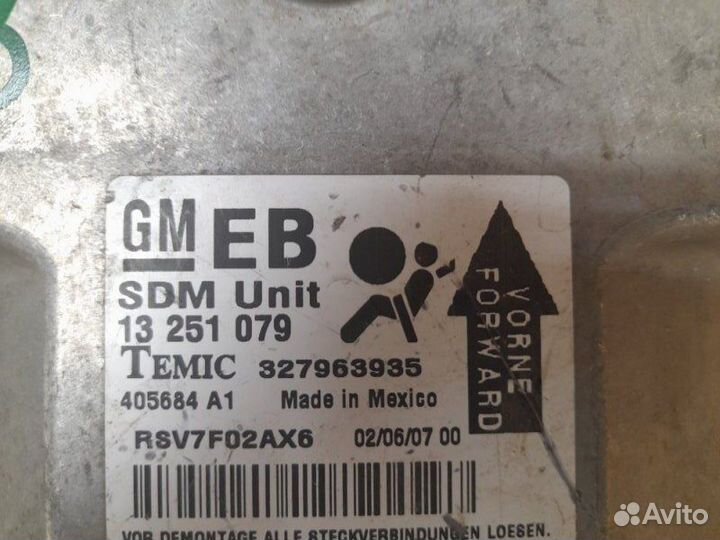 GM EB
SDM Unit
13 251 079
TEMIC 327963935
405684 A1 Made in Mexico
RSV7F02AX6 02/06/07 00
VOR DEMONTAGE ALLE STECKVERBINDUNGEN LOESEN.
VORNE
FORWARD
Avito